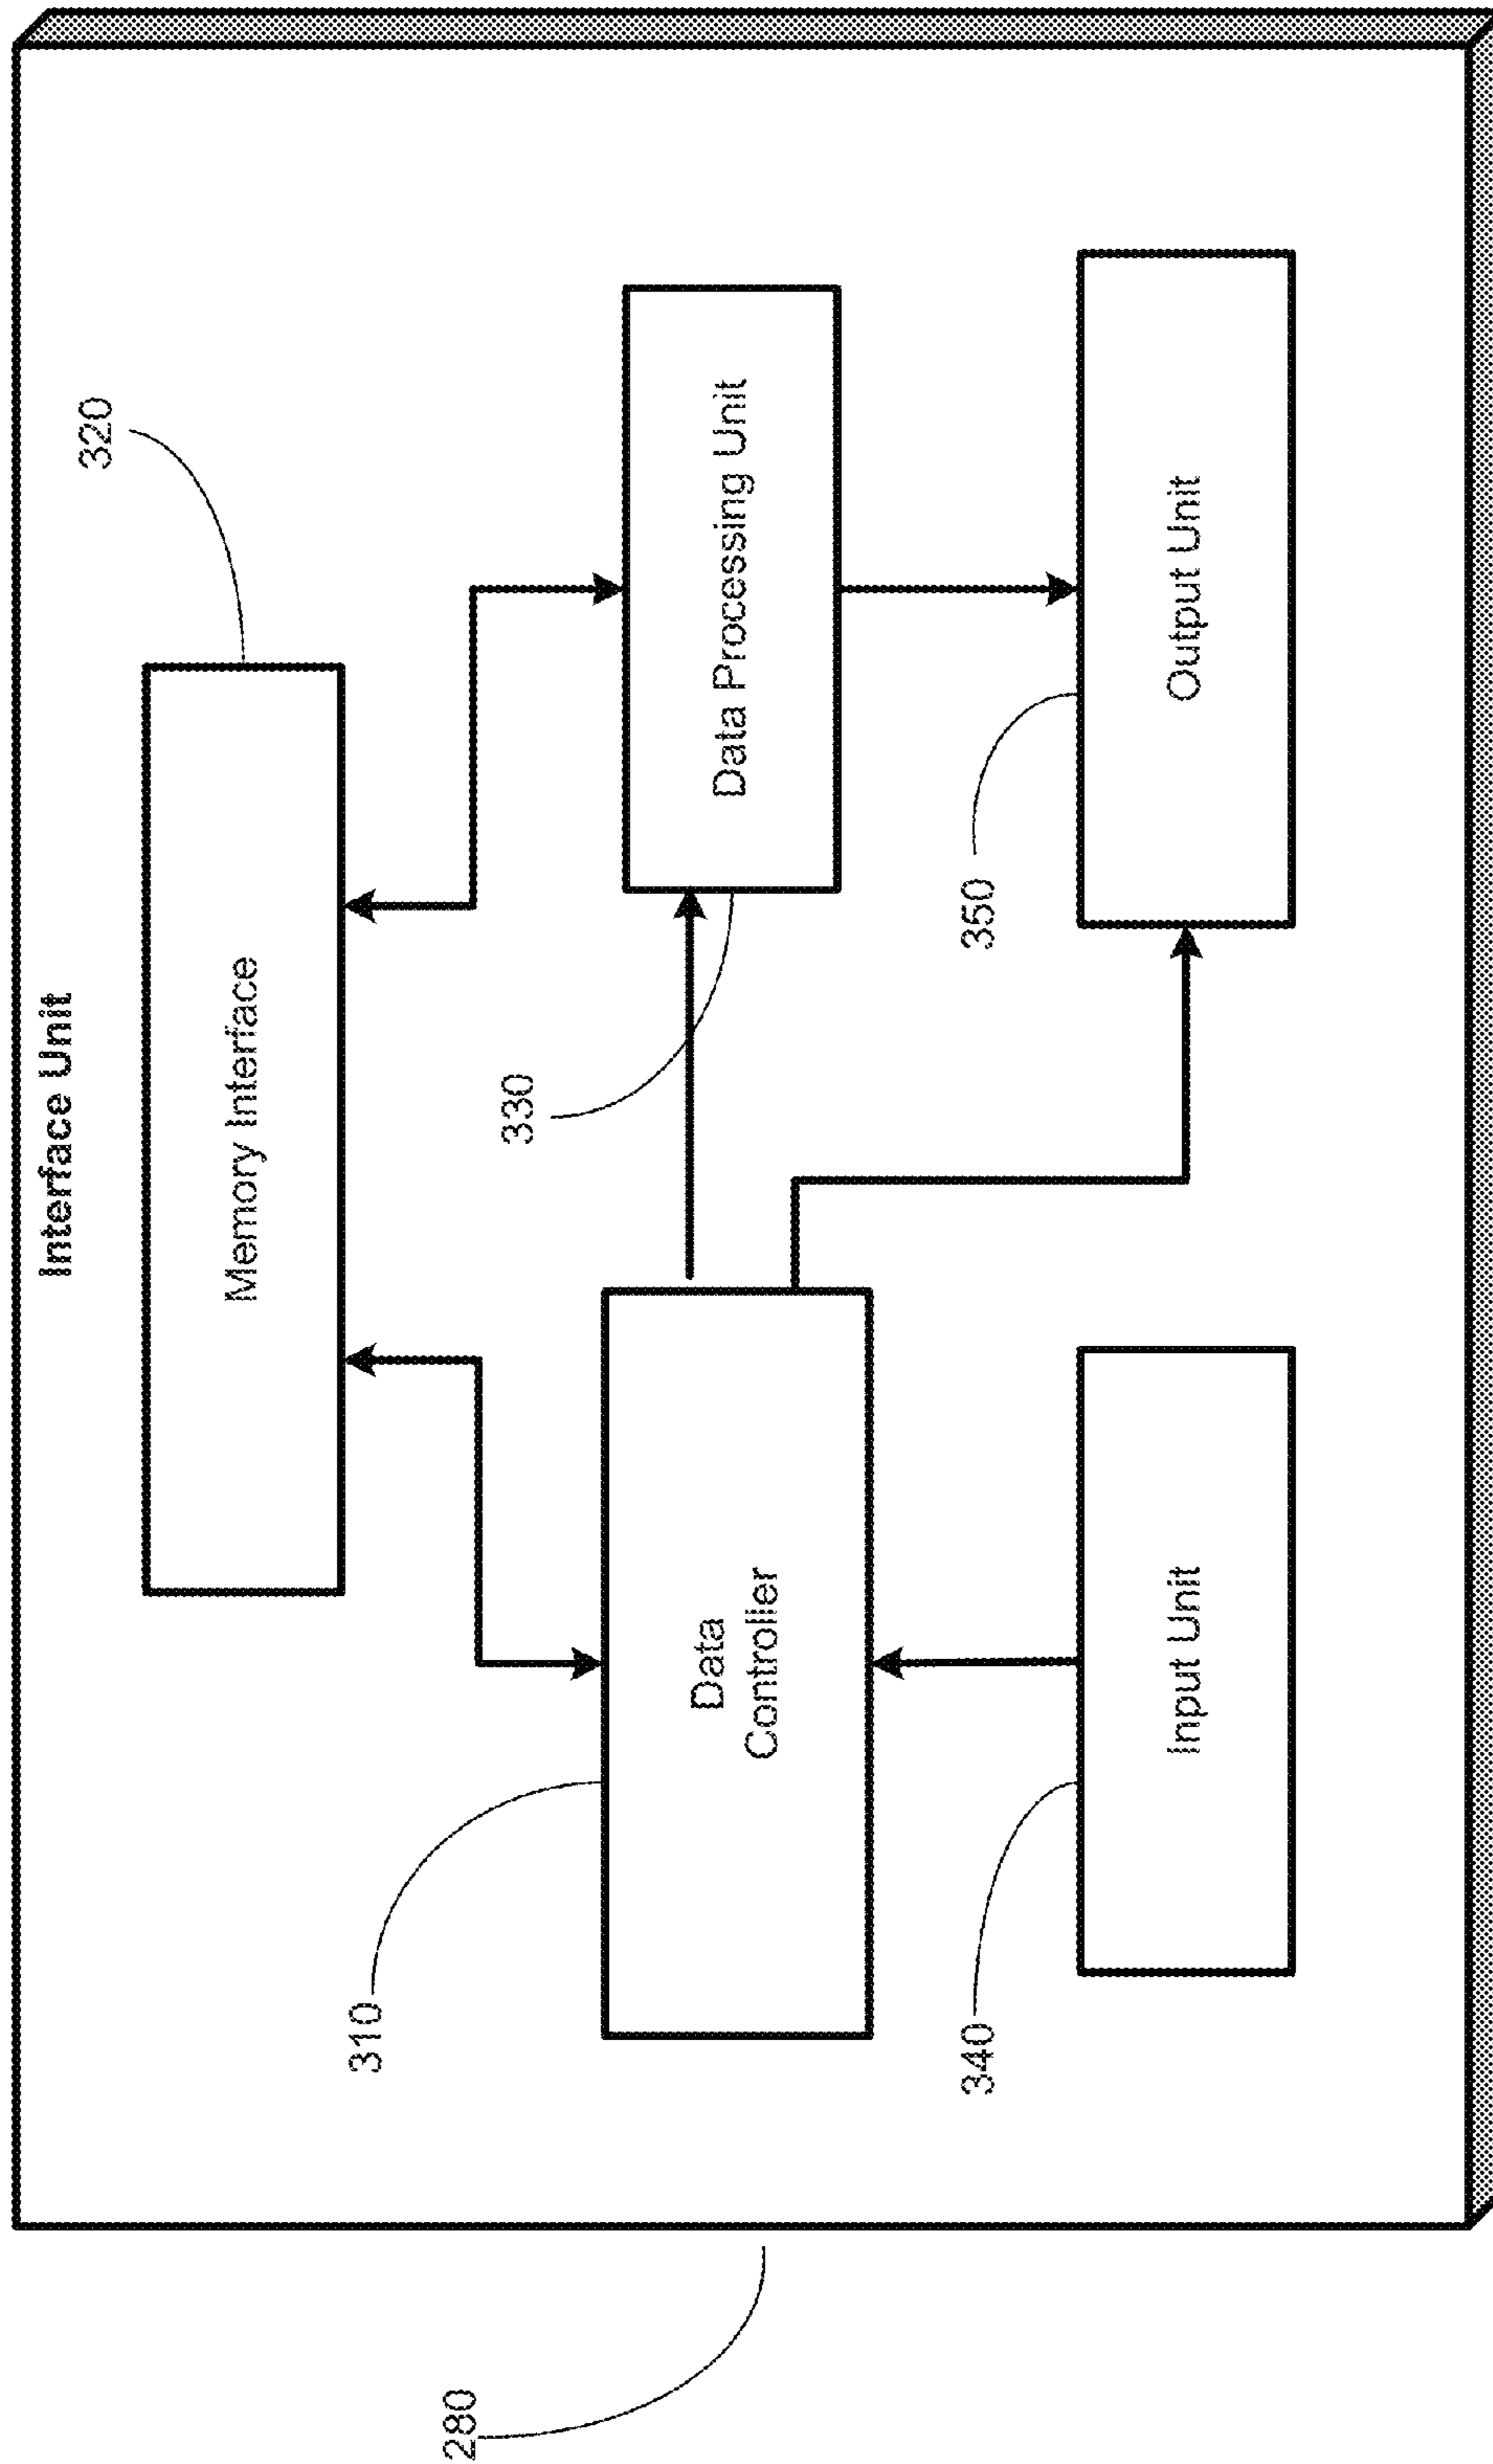 Interface Unit
320
Memory Interface
310
330
Data
Controller
Data Processing Unit
280
340
350
Input Unit
Output Unit